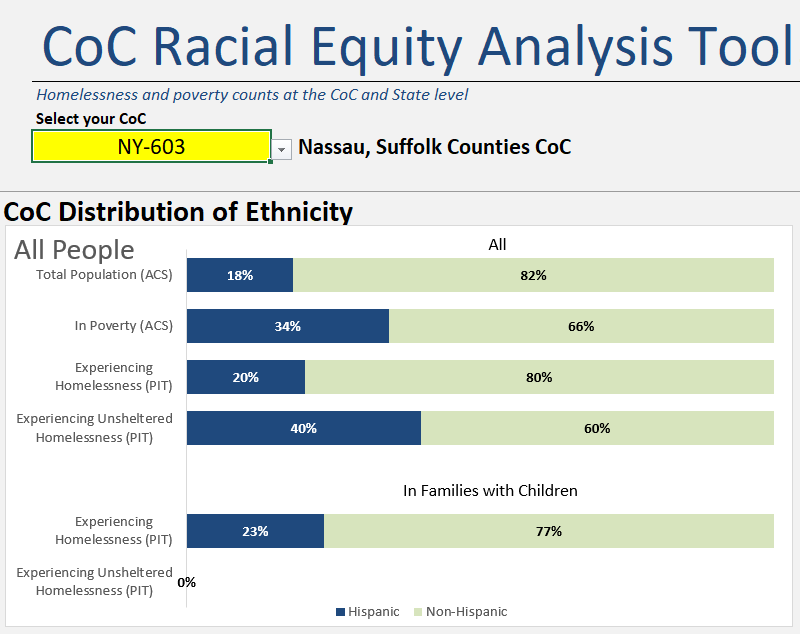 CoC Racial Equity Analysis Tool
Homelessness and poverty counts at the CoC and State level
Select your CoC
NY-603 Nassau, Suffolk Counties CoC
CoC Distribution of Ethnicity
All People
All
Total Population (ACS) 18% 82%
In Poverty (ACS) 34% 66%
Experiencing
Homelessness (PIT) 20% 80%
Experiencing Unsheltered
Homelessness (PIT) 40% 60%
In Families with Children
Experiencing
Homelessness (PIT) 23% 77%
Experiencing Unsheltered
Homelessness (PIT) 0%
Hispanic Non-Hispanic